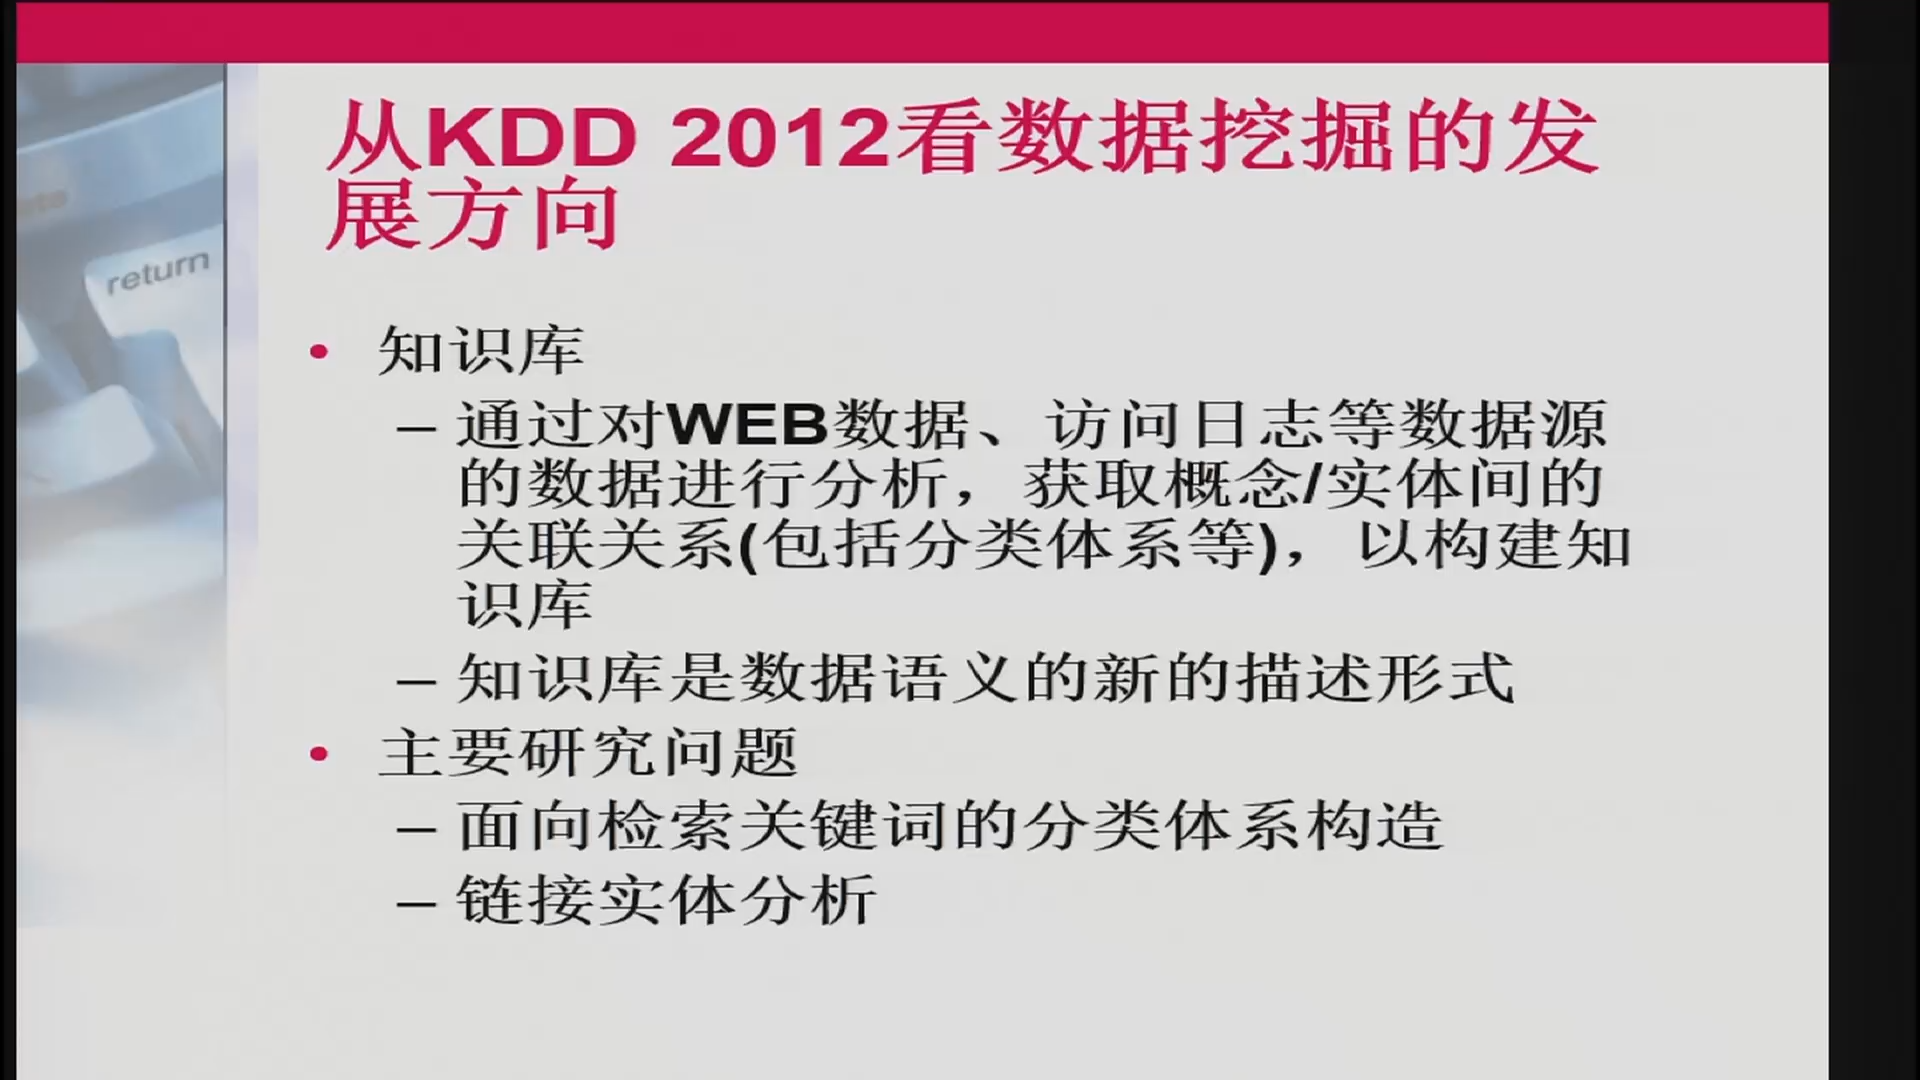 从KDD 2012看数据挖掘的发
展方向
return
• 知识库
– 通过对WEB数据、访问日志等数据源
的数据进行分析，获取概念/实体间的
关联关系(包括分类体系等)，以构建知
识库
– 知识库是数据语义的新的描述形式
• 主要研究问题
– 面向检索关键词的分类体系构造
– 链接实体分析